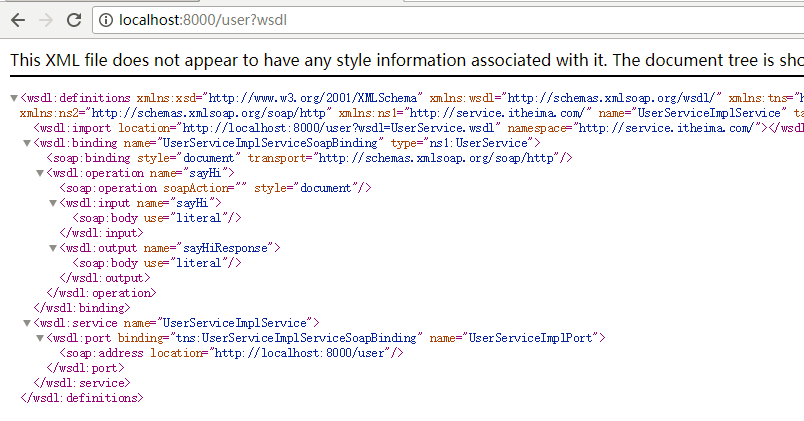 localhost:8000/user?wsdl
This XML file does not appear to have any style information associated with it. The document tree is sho
▼<wsdl:definitions xmlns:xsd="http://www.w3.org/2001/XMLSchema" xmlns:wsdl="http://schemas.xmlsoap.org/wsdl/" xmlns:tns="h
xmlns:ns2="http://schemas.xmlsoap.org/soap/http" xmlns:ns1="http://service.itheima.com/" name="UserServiceImplService" ta
<wsdl:import location="http://localhost:8000/user?wsdl=UserService.wsdl" namespace="http://service.itheima.com/"></wsd
▼<wsdl:binding name="UserServiceImplServiceSoapBinding" type="ns1:UserService">
<soap:binding style="document" transport="http://schemas.xmlsoap.org/soap/http"/>
▼<wsdl:operation name="sayHi">
<soap:operation soapAction="" style="document"/>
▼<wsdl:input name="sayHi">
<soap:body use="literal"/>
</wsdl:input>
▼<wsdl:output name="sayHiResponse">
<soap:body use="literal"/>
</wsdl:output>
</wsdl:operation>
</wsdl:binding>
▼<wsdl:service name="UserServiceImplService">
▼<wsdl:port binding="tns:UserServiceImplServiceSoapBinding" name="UserServiceImplPort">
<soap:address location="http://localhost:8000/user"/>
</wsdl:port>
</wsdl:service>
</wsdl:definitions>